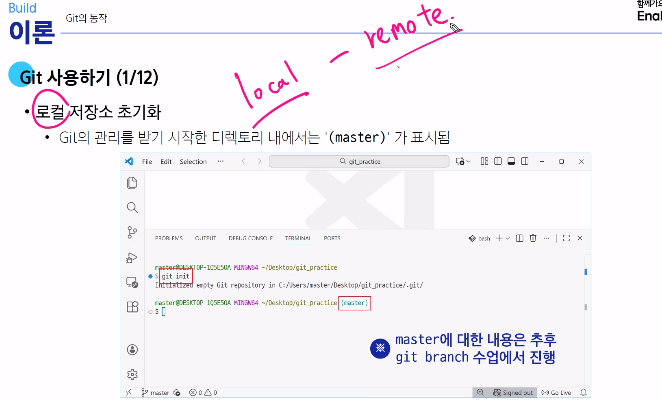 Build
이론
Git의 동작
함께가요
Enab
local - remote.
Git 사용하기 (1/12)
• 로컬 저장소 초기화
• Git의 관리를 받기 시작한 디렉토리 내에서는 '(master)' 가 표시됨
File Edit Selection ... git_practice
PROBLEMS OUTPUT DEBUG CONSOLE TERMINAL PORTS bash
master@DESKTOP-1Q5E50A MINGW64 ~/Desktop/git_practice
$ git init
Initialized empty Git repository in C:/Users/master/Desktop/git_practice/.git/
master@DESKTOP-1Q5E50A MINGW64 ~/Desktop/git_practice (master)
$
※ master에 대한 내용은 추후
git branch 수업에서 진행
master 0 0 Signed out Go Live